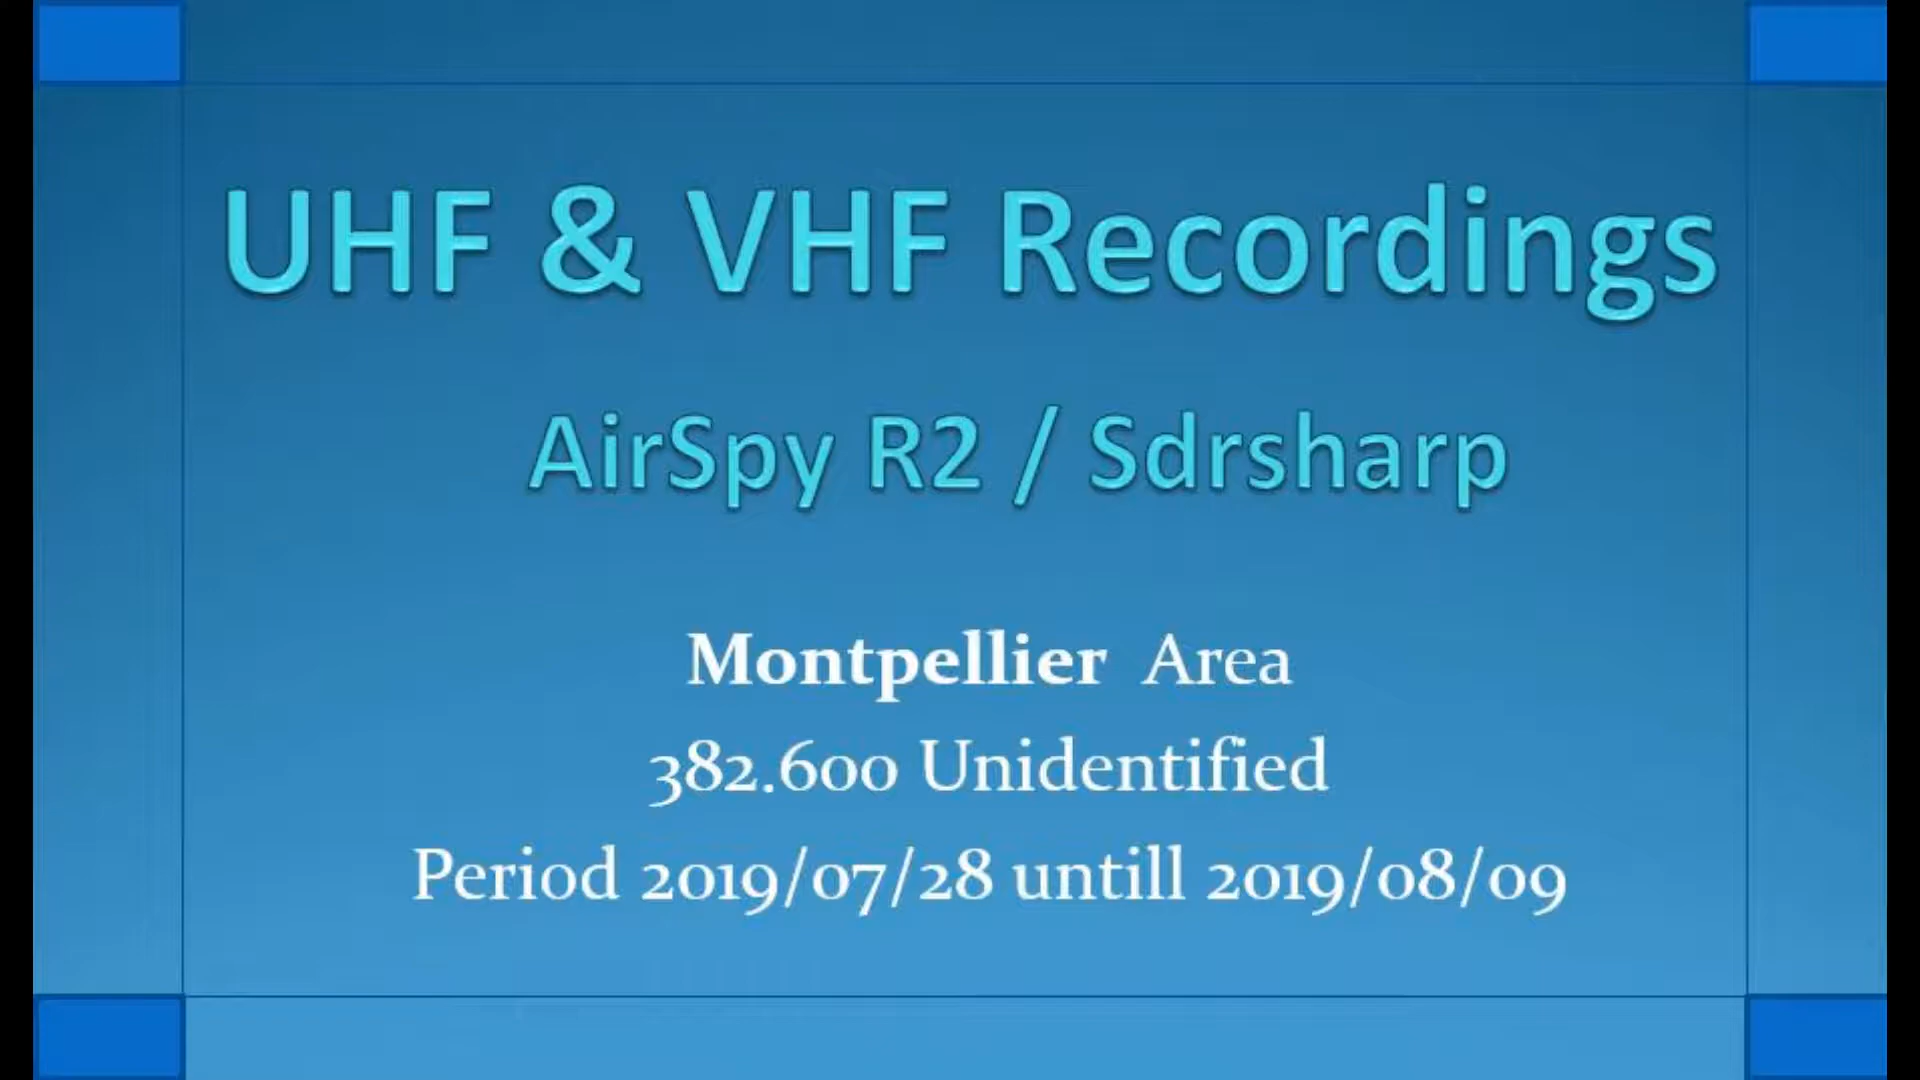 UHF & VHF Recordings
AirSpy R2 / Sdrsharp
Montpellier Area
382.600 Unidentified
Period 2019/07/28 untill 2019/08/09